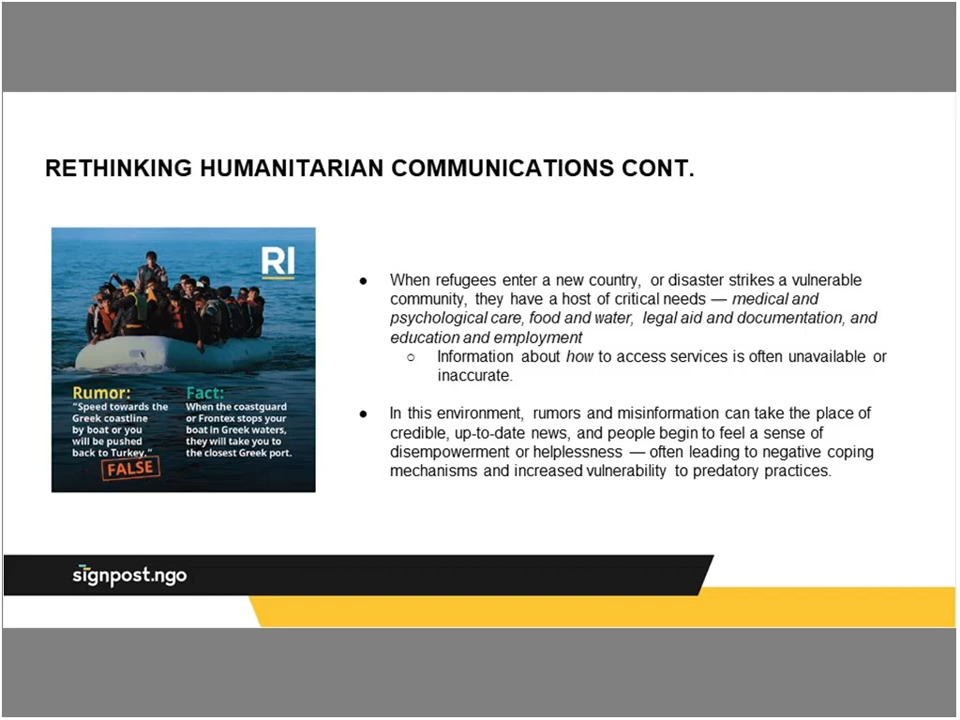 RETHINKING HUMANITARIAN COMMUNICATIONS CONT.
RI
Rumor:
"Speed towards the
Greek coastline
by boat or you
will be pushed
back to Turkey."
FALSE
Fact:
When the coastguard
or Frontex stops your
boat in Greek waters,
they will take you to
the closest Greek port.
● When refugees enter a new country, or disaster strikes a vulnerable
community, they have a host of critical needs — medical and
psychological care, food and water, legal aid and documentation, and
education and employment
○ Information about how to access services is often unavailable or
inaccurate.
● In this environment, rumors and misinformation can take the place of
credible, up-to-date news, and people begin to feel a sense of
disempowerment or helplessness — often leading to negative coping
mechanisms and increased vulnerability to predatory practices.
signpost.ngo